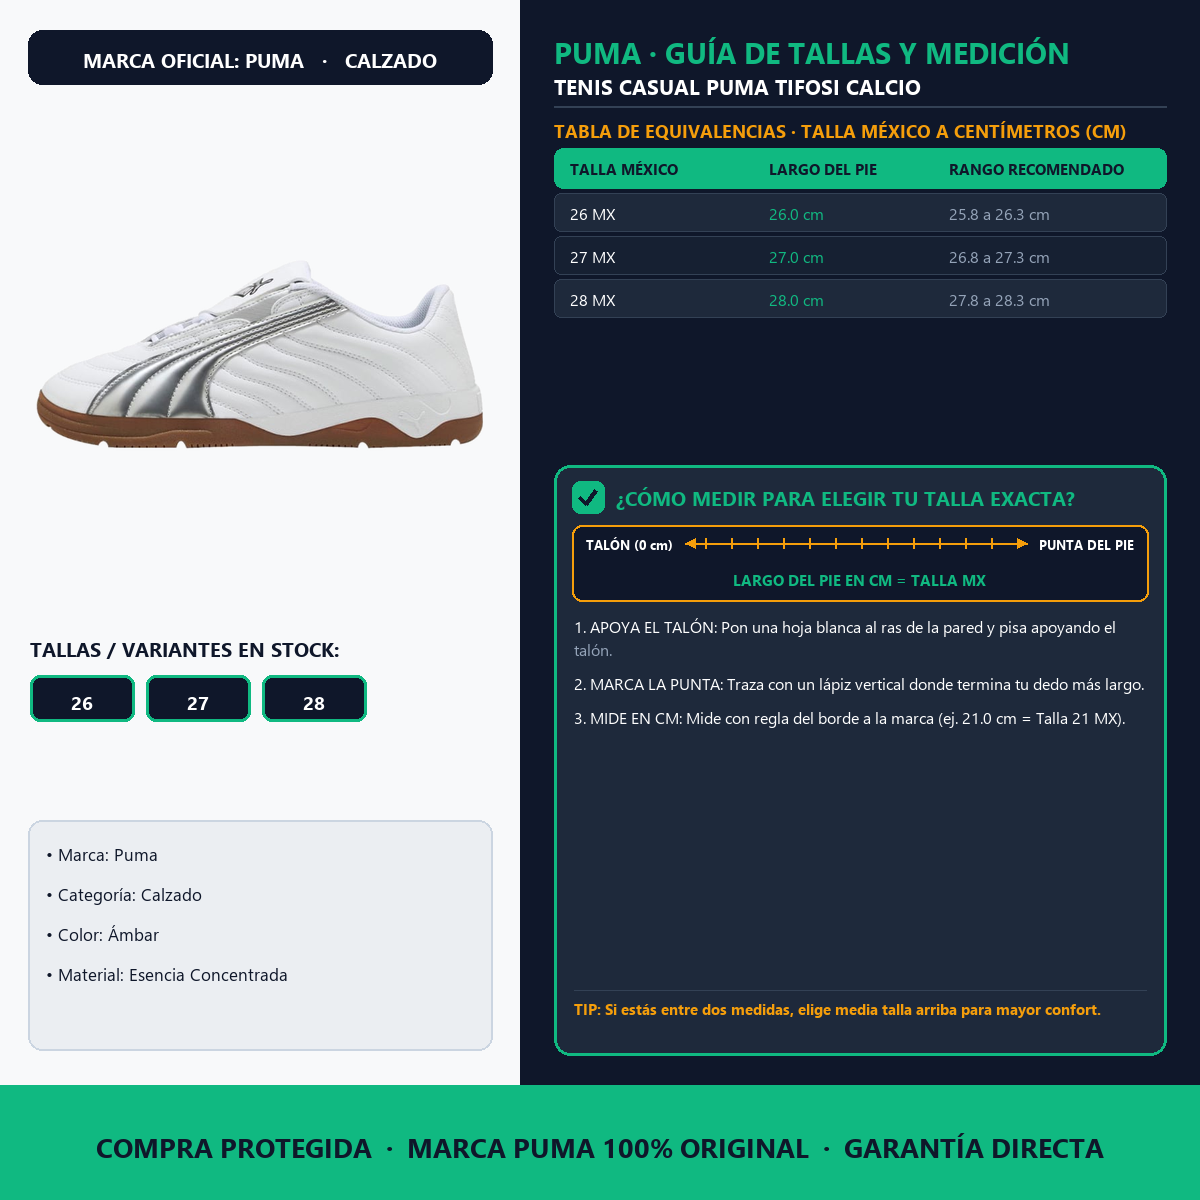 MARCA OFICIAL: PUMA · CALZADO
TALLAS / VARIANTES EN STOCK:
26 27 28
• Marca: Puma
• Categoría: Calzado
• Color: Ámbar
• Material: Esencia Concentrada
PUMA · GUÍA DE TALLAS Y MEDICIÓN
TENIS CASUAL PUMA TIFOSI CALCIO
TABLA DE EQUIVALENCIAS · TALLA MÉXICO A CENTÍMETROS (CM)
TALLA MÉXICO LARGO DEL PIE RANGO RECOMENDADO
26 MX 26.0 cm 25.8 a 26.3 cm
27 MX 27.0 cm 26.8 a 27.3 cm
28 MX 28.0 cm 27.8 a 28.3 cm
¿CÓMO MEDIR PARA ELEGIR TU TALLA EXACTA?
TALÓN (0 cm) PUNTA DEL PIE
LARGO DEL PIE EN CM = TALLA MX
1. APOYA EL TALÓN: Pon una hoja blanca al ras de la pared y pisa apoyando el
talón.
2. MARCA LA PUNTA: Traza con un lápiz vertical donde termina tu dedo más largo.
3. MIDE EN CM: Mide con regla del borde a la marca (ej. 21.0 cm = Talla 21 MX).
TIP: Si estás entre dos medidas, elige media talla arriba para mayor confort.
COMPRA PROTEGIDA · MARCA PUMA 100% ORIGINAL · GARANTÍA DIRECTA